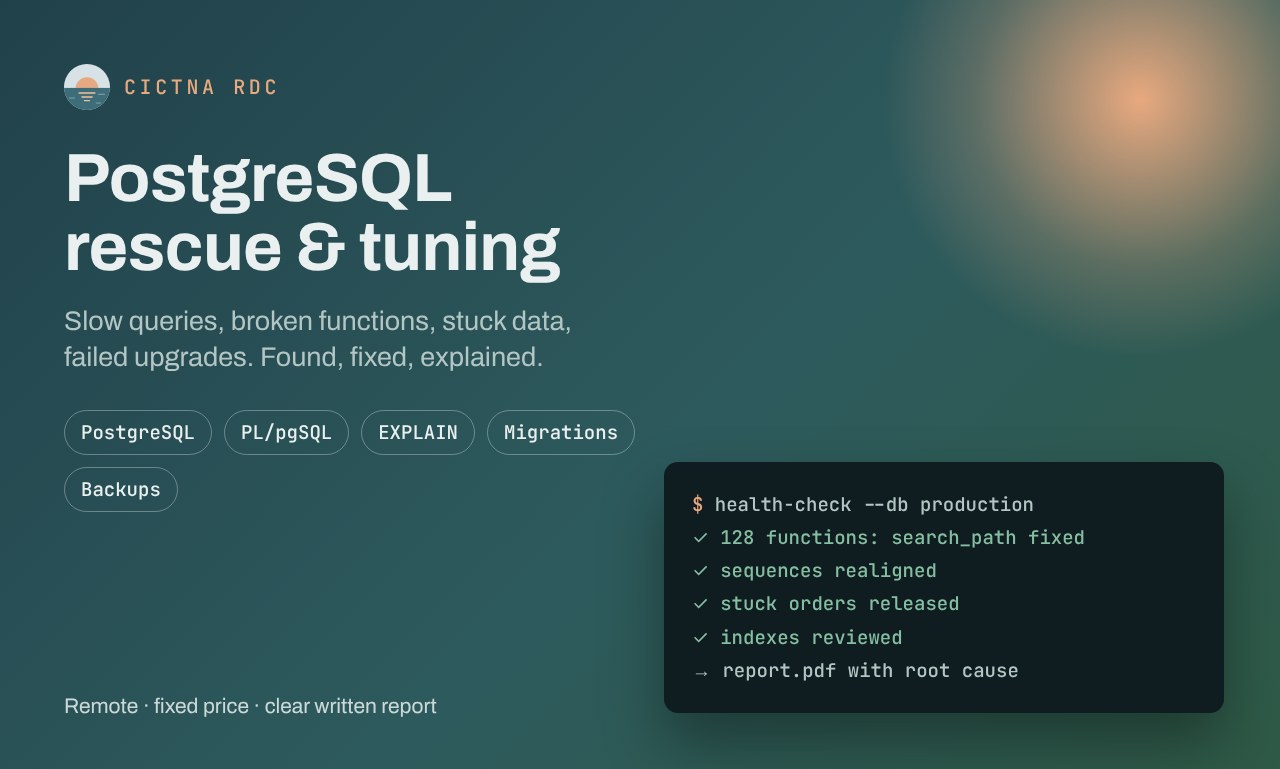 CICTNA RDC
PostgreSQL
rescue & tuning
Slow queries, broken functions, stuck data,
failed upgrades. Found, fixed, explained.
PostgreSQL PL/pgSQL EXPLAIN Migrations
Backups
$ health-check --db production
✓ 128 functions: search_path fixed
✓ sequences realigned
✓ stuck orders released
✓ indexes reviewed
→ report.pdf with root cause
Remote · fixed price · clear written report